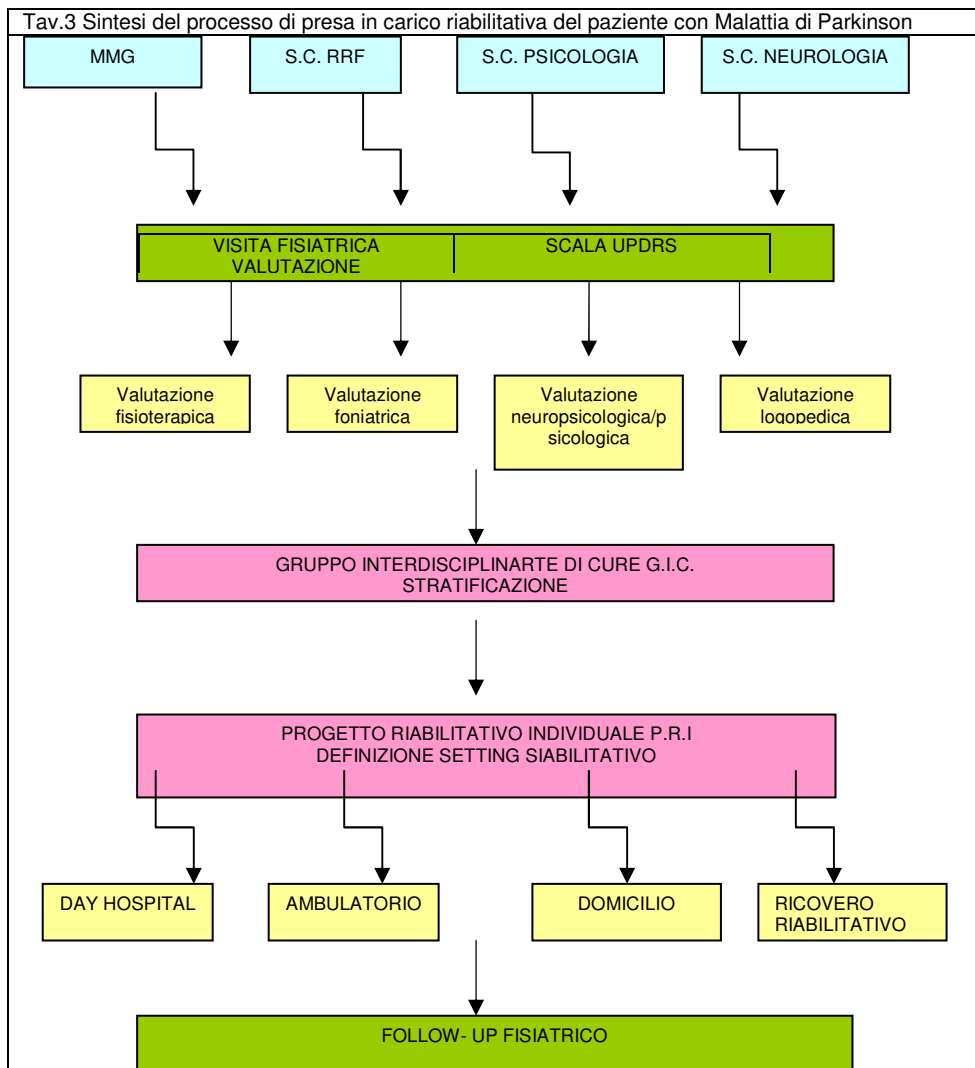 Tav.3 Sintesi del processo di presa in carico riabilitativa del paziente con Malattia di Parkinson
MMG
S.C. RRF
S.C. PSICOLOGIA
S.C. NEUROLOGIA
VISITA FISIATRICA
VALUTAZIONE
SCALA UPDRS
Valutazione
fisioterapica
Valutazione
foniatrica
Valutazione
neuropsicologica/p
sicologica
Valutazione
logopedica
GRUPPO INTERDISCIPLINARTE DI CURE G.I.C.
STRATIFICAZIONE
PROGETTO RIABILITATIVO INDIVIDUALE P.R.I
DEFINIZIONE SETTING SIABILITATIVO
DAY HOSPITAL
AMBULATORIO
DOMICILIO
RICOVERO
RIABILITATIVO
FOLLOW- UP FISIATRICO